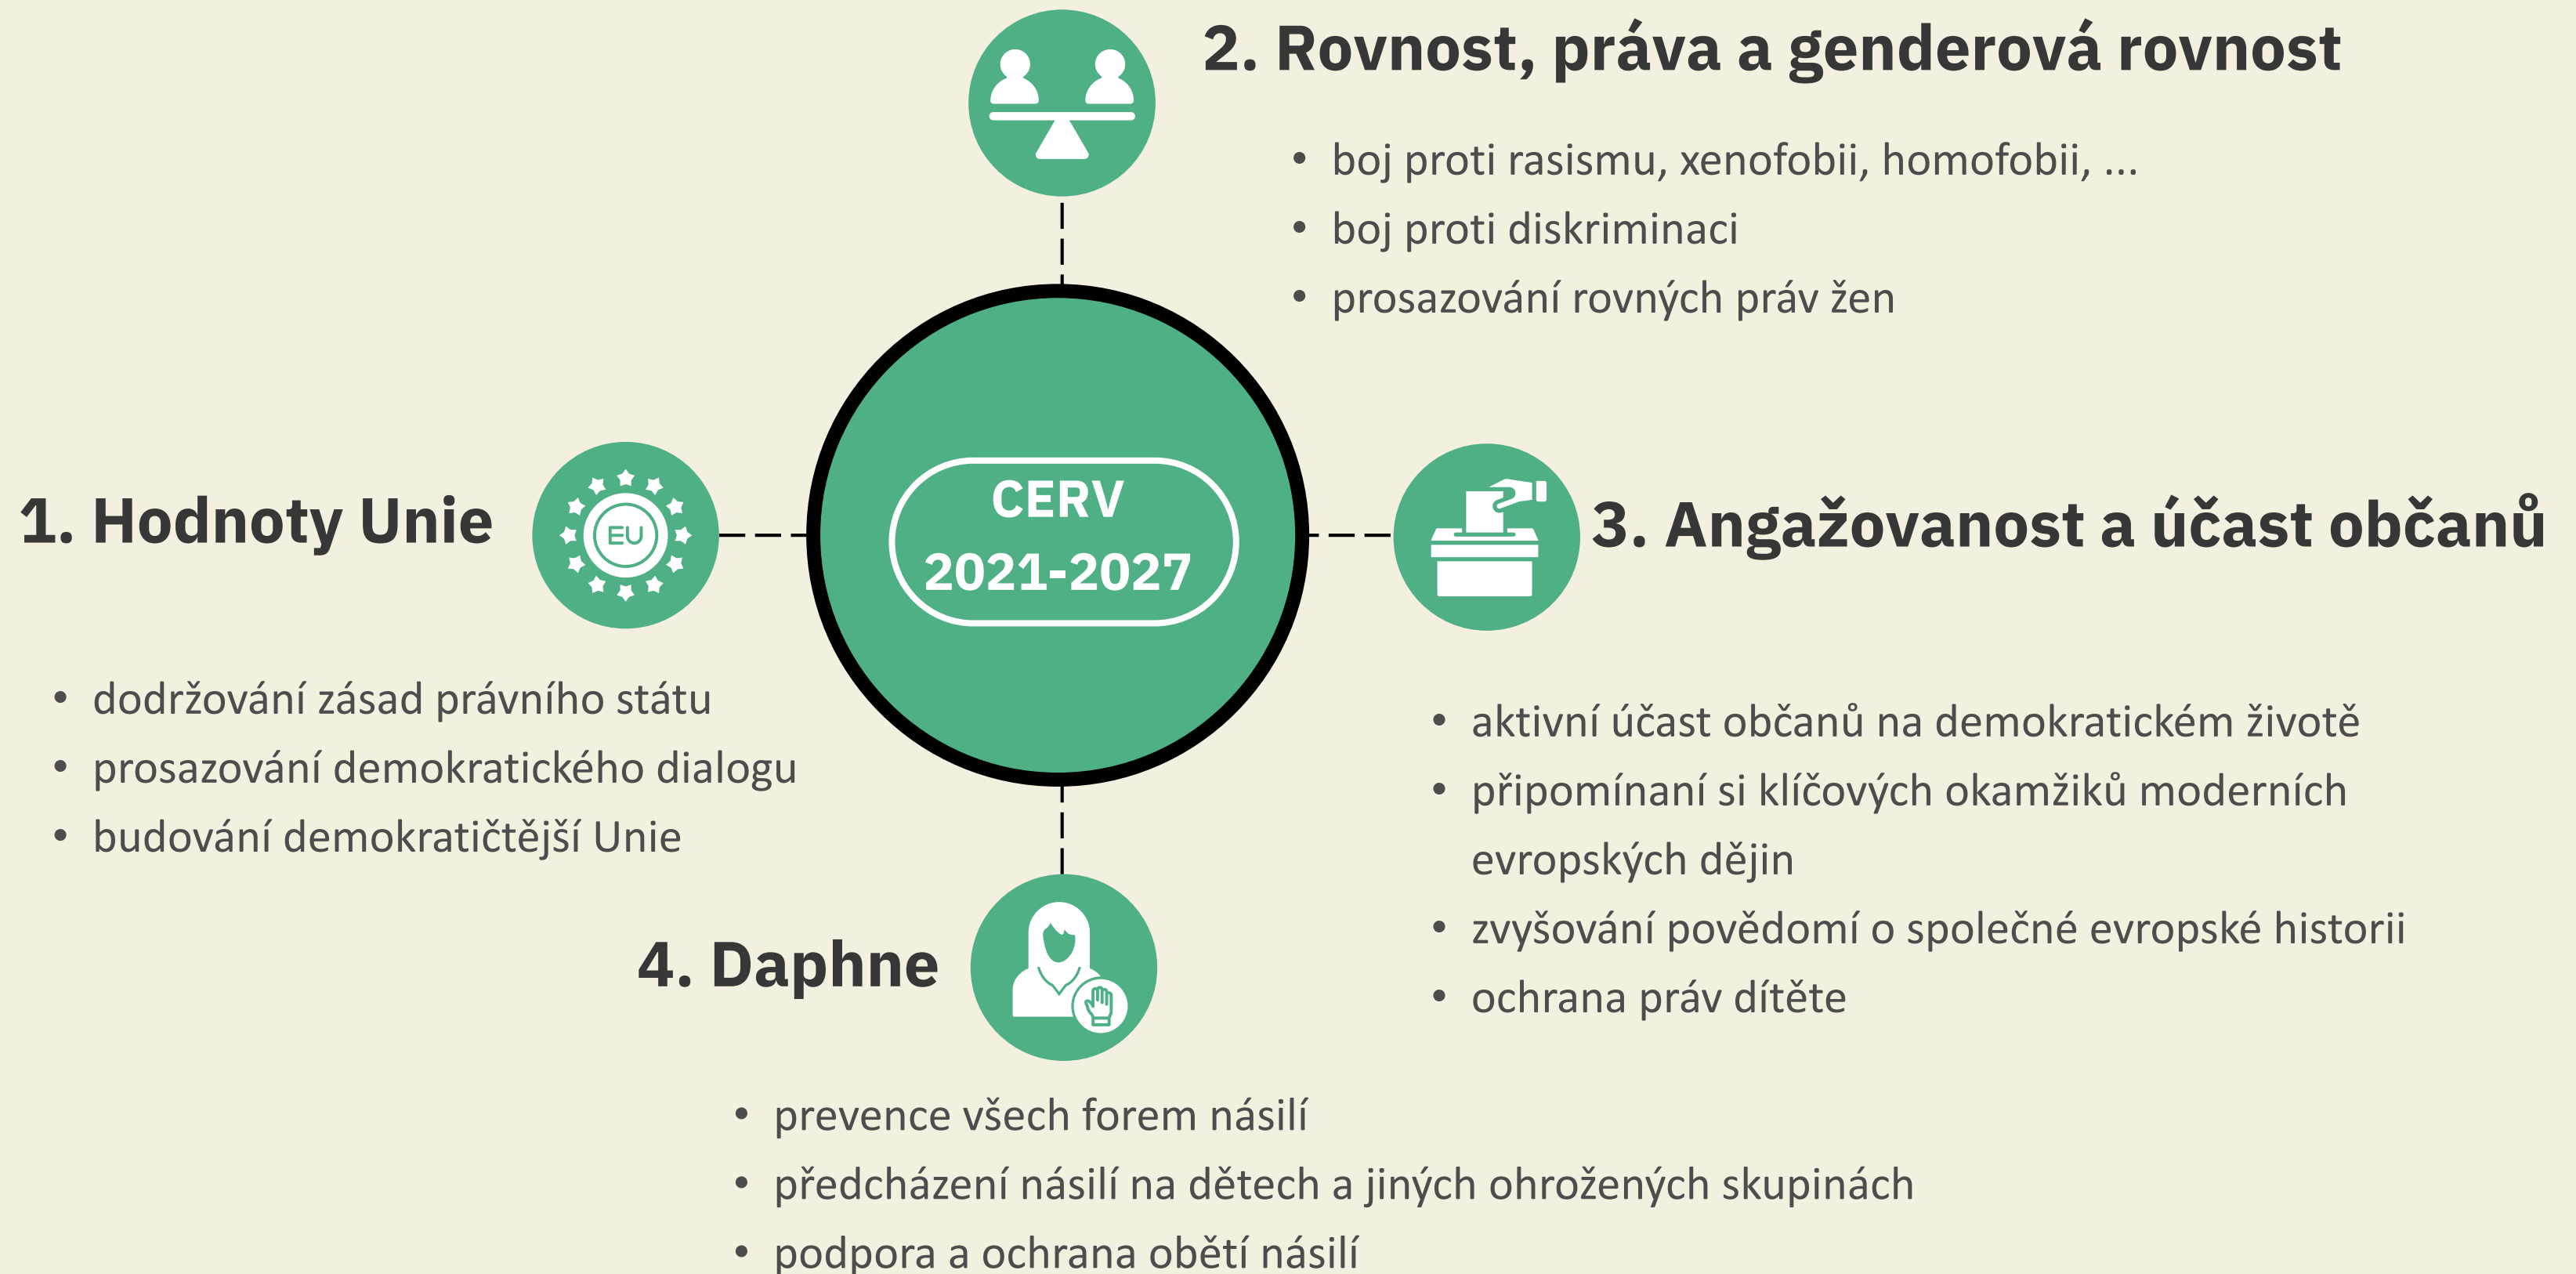 2. Rovnost, práva a genderová rovnost
• boj proti rasismu, xenofobii, homofobii, ...
• boj proti diskriminaci
• prosazování rovných práv žen
CERV
2021-2027
EU
1. Hodnoty Unie
• dodržování zásad právního státu
• prosazování demokratického dialogu
• budování demokratičtější Unie
3. Angažovanost a účast občanů
• aktivní účast občanů na demokratickém životě
• připomínaní si klíčových okamžiků moderních
evropských dějin
• zvyšování povědomí o společné evropské historii
• ochrana práv dítěte
4. Daphne
• prevence všech forem násilí
• předcházení násilí na dětech a jiných ohrožených skupinách
• podpora a ochrana obětí násilí